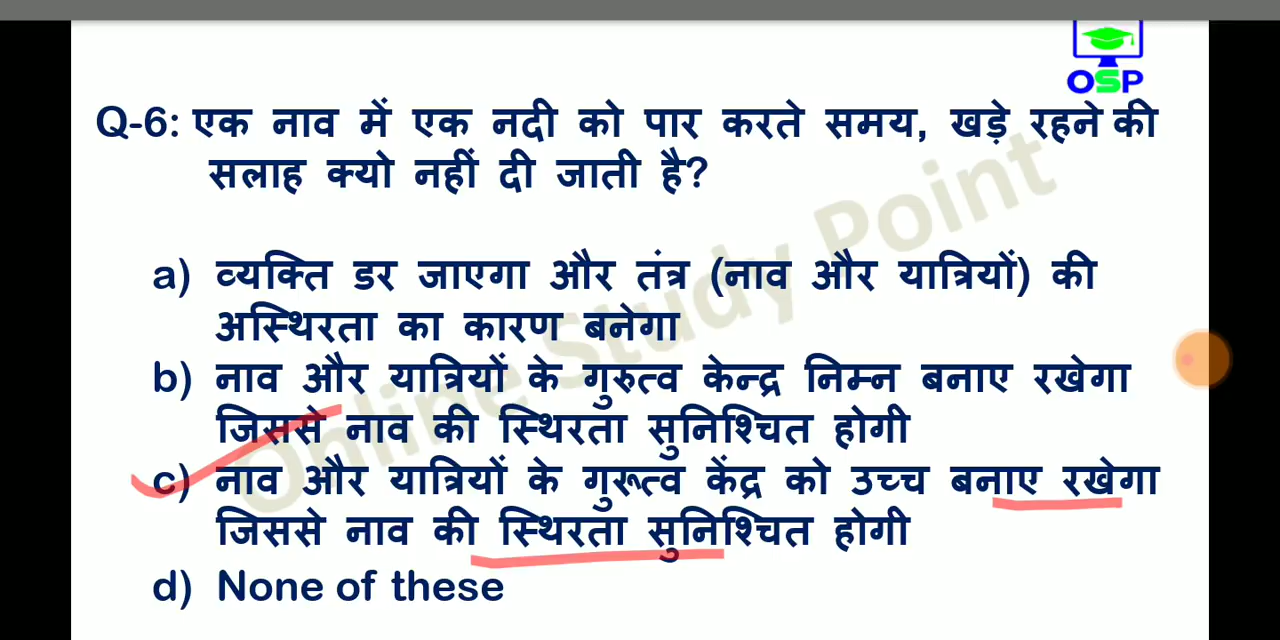 OSP
Q-6: एक नाव में एक नदी को पार करते समय, खड़े रहने की
सलाह क्यो नहीं दी जाती है?
a) व्यक्ति डर जाएगा और तंत्र (नाव और यात्रियों) की
अस्थिरता का कारण बनेगा
b) नाव और यात्रियों के गुरुत्व केन्द्र निम्न बनाए रखेगा
जिससे नाव की स्थिरता सुनिश्चित होगी
c) नाव और यात्रियों के गुरूत्व केंद्र को उच्च बनाए रखेगा
जिससे नाव की स्थिरता सुनिश्चित होगी
d) None of these
Online Study Point